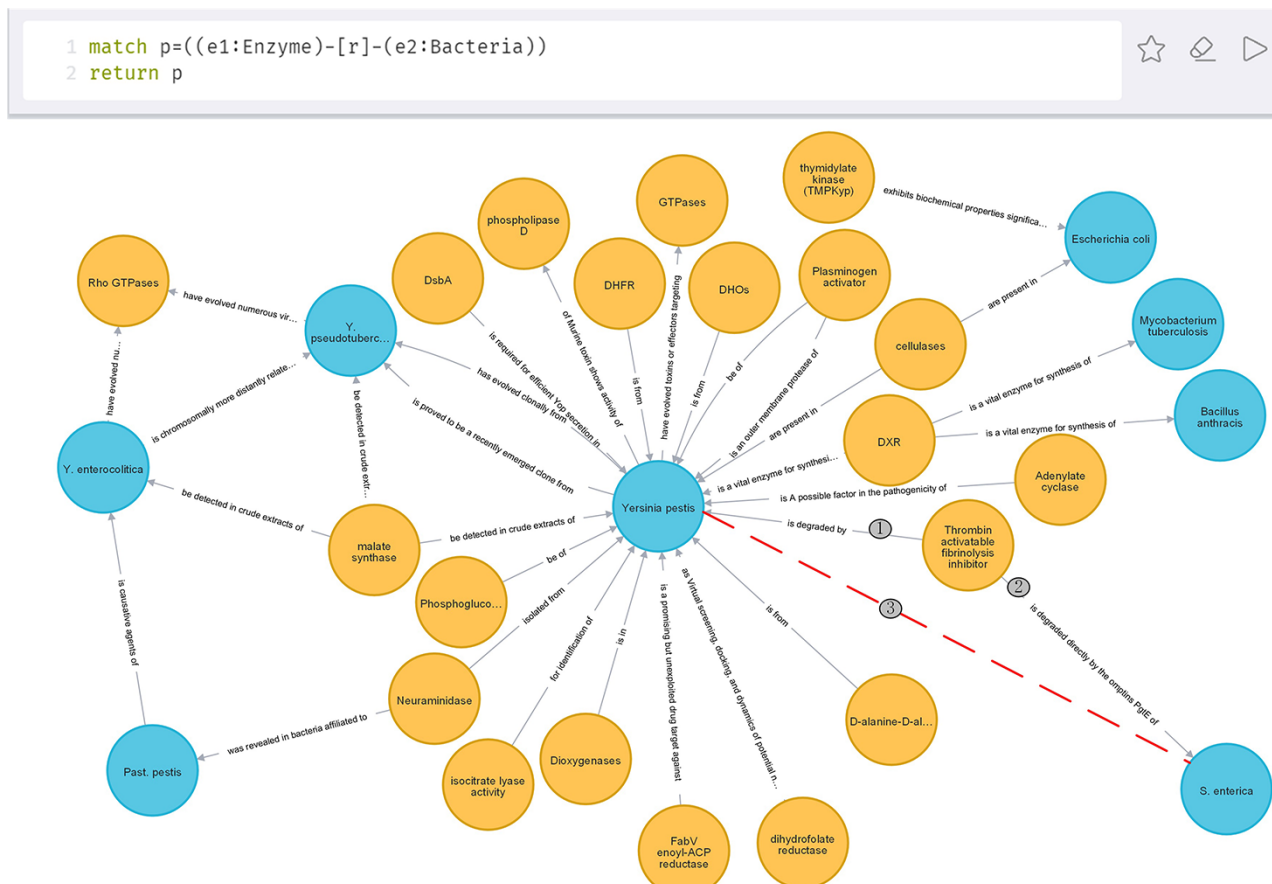 1 match p=((e1:Enzyme)-[r]-(e2:Bacteria))
2 return p
thymidylate
kinase
(TMPKyp)
exhibits biochemical properties significa...
Escherichia coli
GTPases
phospholipase
D
DsbA
DHFR
DHOs
Plasminogen
activator
Rho GTPases
have evolved numerous vir...
Y.
pseudotuberc...
cellulases
are present in
Mycobacterium
tuberculosis
is a vital enzyme for synthesis of
have evolved nu...
is chromosomally more distantly relate...
be detected in crude extr...
has evolved clonally from
is required for efficient Yop secretion in
is proved to be a recently emerged clone from
of Murine toxin shows activity of
is from
have evolved toxins or effectors targeting
is from
be of
is an outer membrane protease of
are present in
DXR
is a vital enzyme for synthesis of
Bacillus
anthracis
is a vital enzyme for synthesi...
Y. enterocolitica
be detected in crude extracts of
malate
synthase
be detected in crude extracts of
Yersinia pestis
is A possible factor in the pathogenicity of
Adenylate
cyclase
is degraded by
1
Thrombin
activatable
fibrinolysis
inhibitor
2
is degraded directly by the omptins PgtE of
3
is causative agents of
Phosphogluco...
be of
isolated from
for identification of
is in
is a promising but unexploited drug target against
as Virtual screening, docking, and dynamics of potential n...
is from
Neuraminidase
was revealed in bacteria affiliated to
Past. pestis
isocitrate lyase
activity
Dioxygenases
D-alanine-D-al...
S. enterica
FabV
enoyl-ACP
reductase
dihydrofolate
reductase